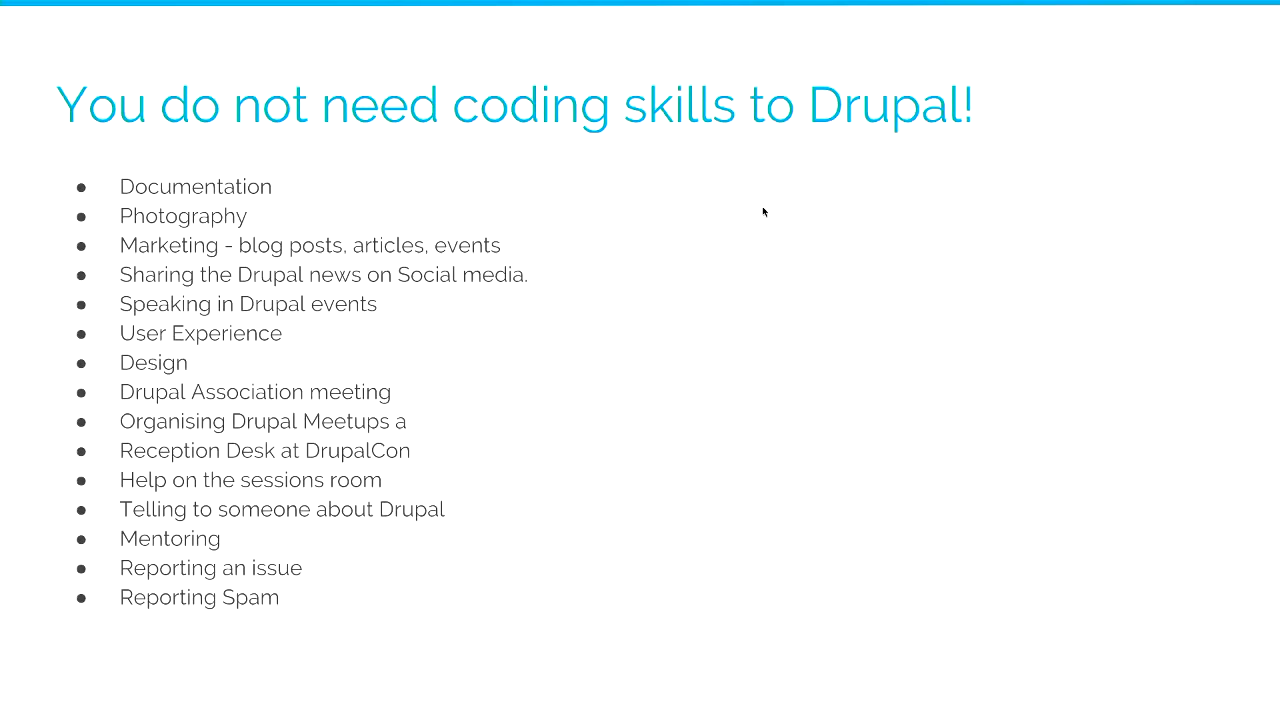 You do not need coding skills to Drupal!
● Documentation
● Photography
● Marketing - blog posts, articles, events
● Sharing the Drupal news on Social media.
● Speaking in Drupal events
● User Experience
● Design
● Drupal Association meeting
● Organising Drupal Meetups a
● Reception Desk at DrupalCon
● Help on the sessions room
● Telling to someone about Drupal
● Mentoring
● Reporting an issue
● Reporting Spam